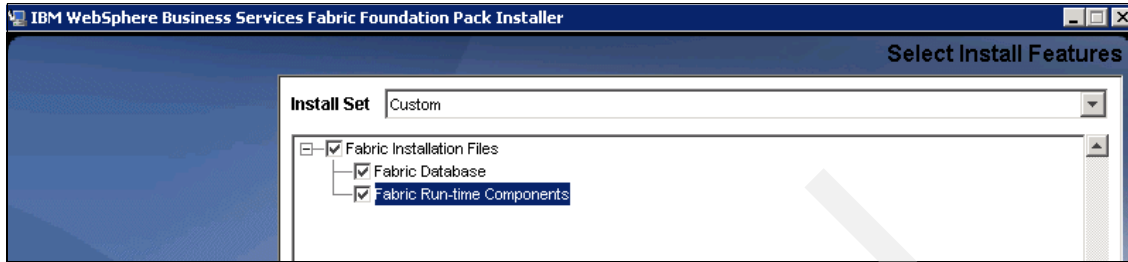 IBM WebSphere Business Services Fabric Foundation Pack Installer
Select Install Features
Install Set Custom
Fabric Installation Files
Fabric Database
Fabric Run-time Components